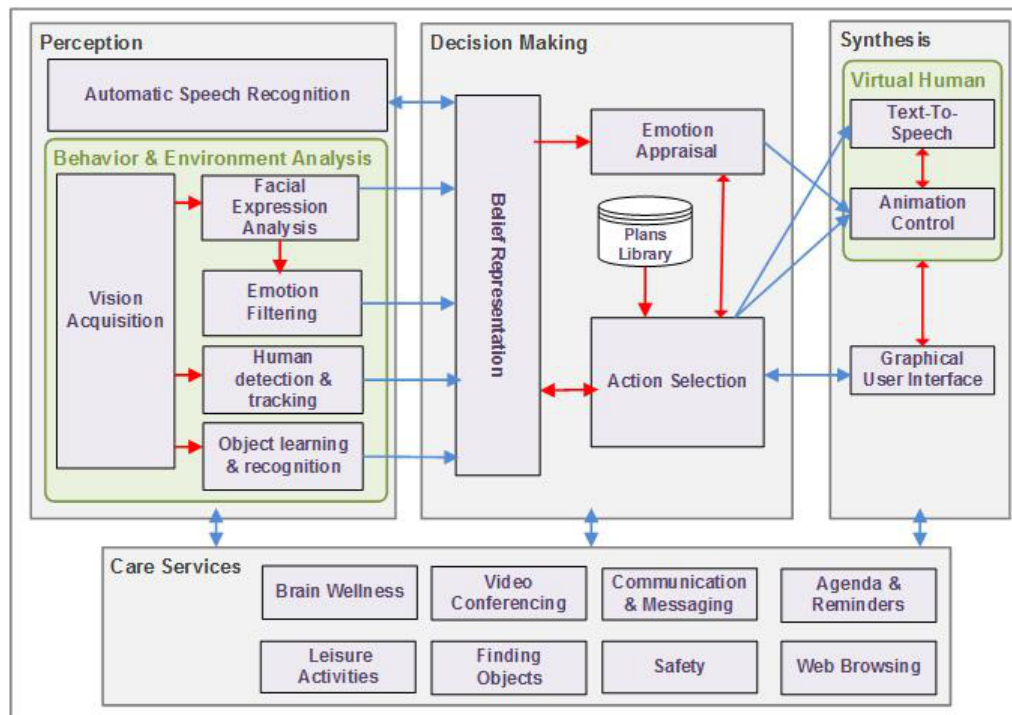 Perception
Automatic Speech Recognition
Behavior & Environment Analysis
Vision
Acquisition
Facial
Expression
Analysis
Emotion
Filtering
Human
detection &
tracking
Object learning
& recognition
Decision Making
Belief Representation
Emotion
Appraisal
Plans
Library
Action Selection
Synthesis
Virtual Human
Text-To-
Speech
Animation
Control
Graphical
User Interface
Care Services
Brain Wellness
Video
Conferencing
Communication
& Messaging
Agenda &
Reminders
Leisure
Activities
Finding
Objects
Safety
Web Browsing